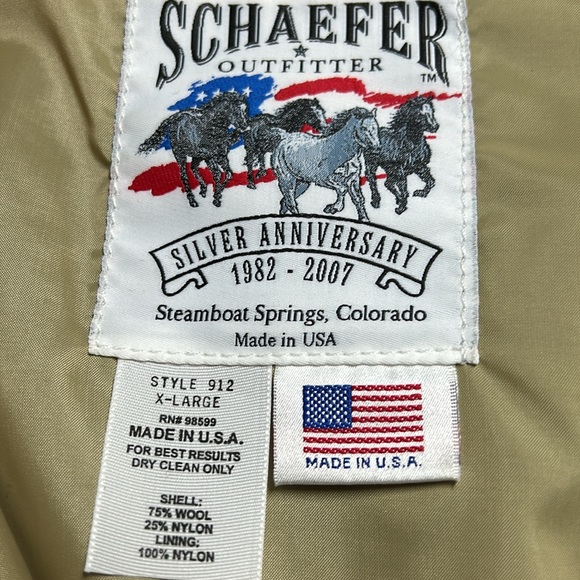 SCHAEFER
OUTFITTER
TM
SILVER ANNIVERSARY
1982 - 2007
Steamboat Springs, Colorado
Made in USA
STYLE 912
X-LARGE
RN# 98599
MADE IN U.S.A.
FOR BEST RESULTS
DRY CLEAN ONLY
SHELL:
75% WOOL
25% NYLON
LINING:
100% NYLON
MADE IN U.S.A.